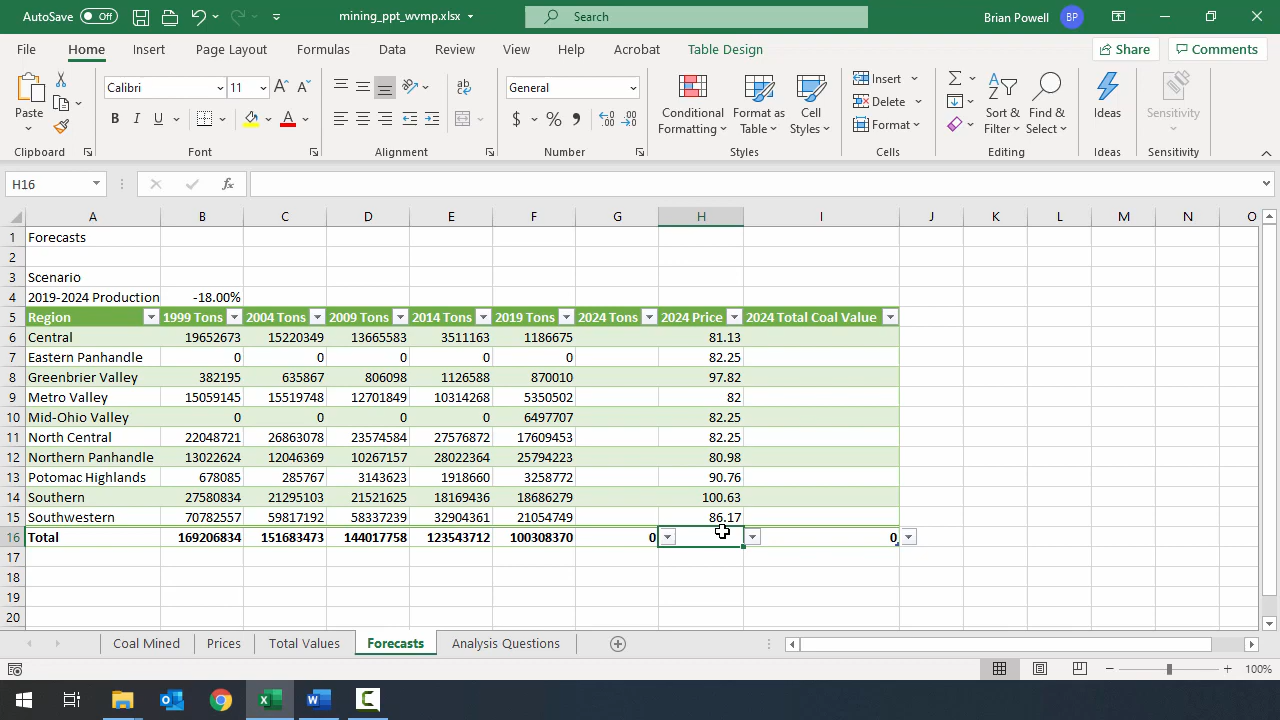 AutoSave Off mining_ppt_wvmp.xlsx Search Brian Powell BP
File Home Insert Page Layout Formulas Data Review View Help Acrobat Table Design Share Comments
Paste Calibri 11 General Conditional Formatting Format as Table Cell Styles Insert Delete Format Sort & Filter Find & Select Ideas Sensitivity
Clipboard Font Alignment Number Styles Cells Editing Ideas Sensitivity
H16 fx
A B C D E F G H I J K L M N O
1 Forecasts
2
3 Scenario
4 2019-2024 Production -18.00%
5 Region 1999 Tons 2004 Tons 2009 Tons 2014 Tons 2019 Tons 2024 Tons 2024 Price 2024 Total Coal Value
6 Central 19652673 15220349 13665583 3511163 1186675 81.13
7 Eastern Panhandle 0 0 0 0 0 82.25
8 Greenbrier Valley 382195 635867 806098 1126588 870010 97.82
9 Metro Valley 15059145 15519748 12701849 10314268 5350502 82
10 Mid-Ohio Valley 0 0 0 0 6497707 82.25
11 North Central 22048721 26863078 23574584 27576872 17609453 82.25
12 Northern Panhandle 13022624 12046369 10267157 28022364 25794223 80.98
13 Potomac Highlands 678085 285767 3143623 1918660 3258772 90.76
14 Southern 27580834 21295103 21521625 18169436 18686279 100.63
15 Southwestern 70782557 59817192 58337239 32904361 21054749 86.17
16 Total 169206834 151683473 144017758 123543712 100308370 0 0
17
18
19
20
Coal Mined Prices Total Values Forecasts Analysis Questions
100%